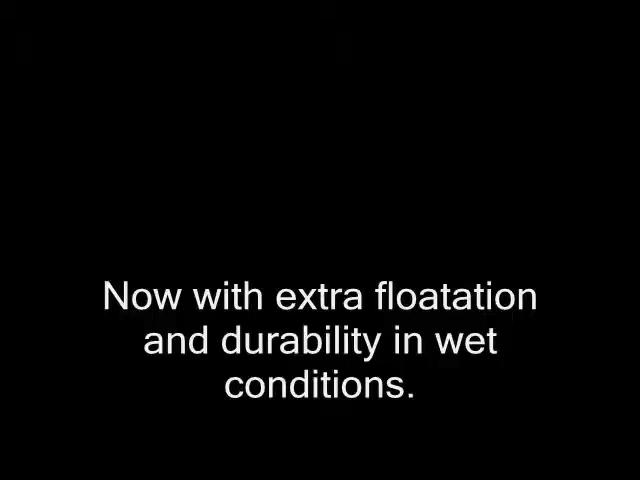 Now with extra floatation
and durability in wet
conditions.